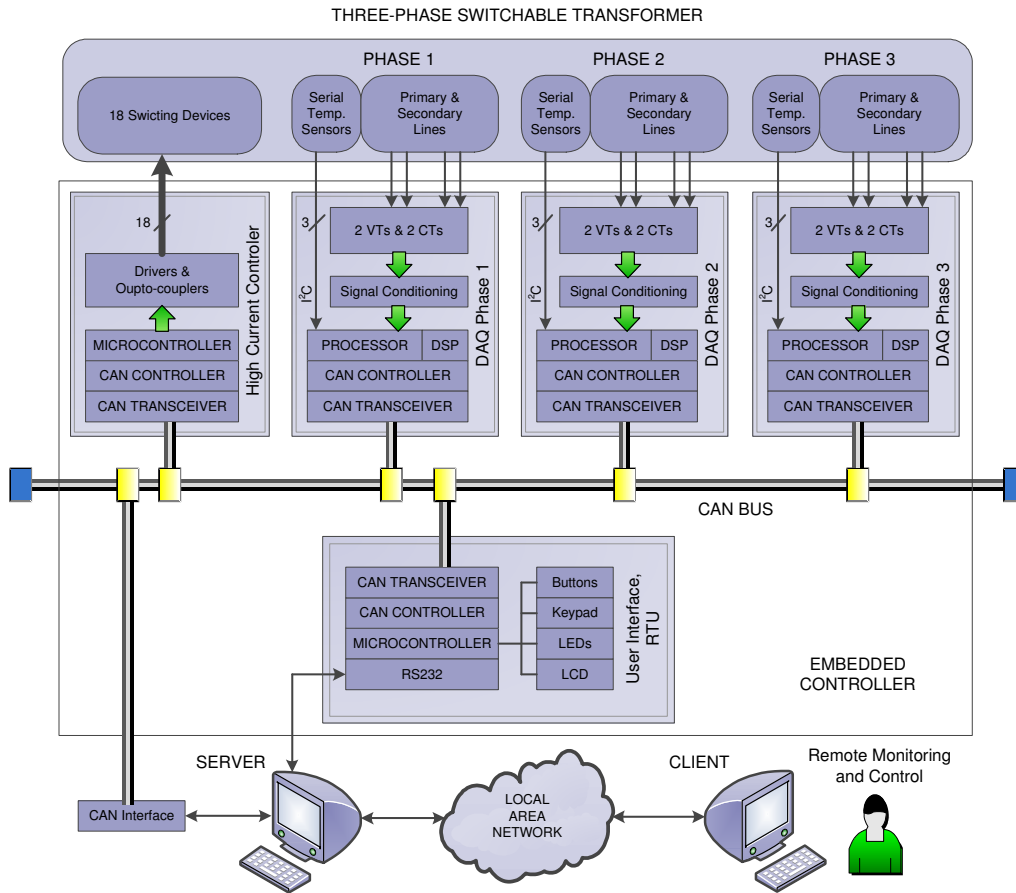 THREE-PHASE SWITCHABLE TRANSFORMER
PHASE 1
PHASE 2
PHASE 3
18 Swicting Devices
Serial
Temp.
Sensors
Primary &
Secondary
Lines
Serial
Temp.
Sensors
Primary &
Secondary
Lines
Serial
Temp.
Sensors
Primary &
Secondary
Lines
18
Drivers &
Oupto-couplers
MICROCONTROLLER
CAN CONTROLLER
CAN TRANSCEIVER
High Current Controler
3
I²C
2 VTs & 2 CTs
Signal Conditioning
PROCESSOR
DSP
CAN CONTROLLER
CAN TRANSCEIVER
DAQ Phase 1
3
I²C
2 VTs & 2 CTs
Signal Conditioning
PROCESSOR
DSP
CAN CONTROLLER
CAN TRANSCEIVER
DAQ Phase 2
3
I²C
2 VTs & 2 CTs
Signal Conditioning
PROCESSOR
DSP
CAN CONTROLLER
CAN TRANSCEIVER
DAQ Phase 3
CAN BUS
CAN TRANSCEIVER
CAN CONTROLLER
MICROCONTROLLER
RS232
Buttons
Keypad
LEDs
LCD
User Interface,
RTU
EMBEDDED
CONTROLLER
SERVER
CLIENT
Remote Monitoring
and Control
CAN Interface
LOCAL
AREA
NETWORK